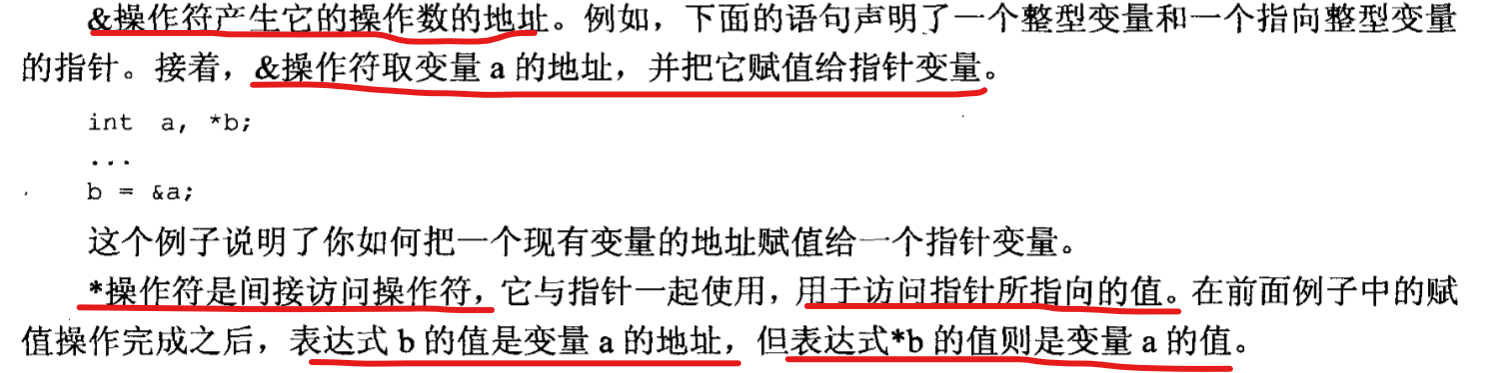 &操作符产生它的操作数的地址。例如，下面的语句声明了一个整型变量和一个指向整型变量
的指针。接着，&操作符取变量 a 的地址，并把它赋值给指针变量。
int a, *b;
...
b = &a;
这个例子说明了你如何把一个现有变量的地址赋值给一个指针变量。
*操作符是间接访问操作符，它与指针一起使用，用于访问指针所指向的值。在前面例子中的赋
值操作完成之后，表达式 b 的值是变量 a 的地址，但表达式*b 的值则是变量 a 的值。